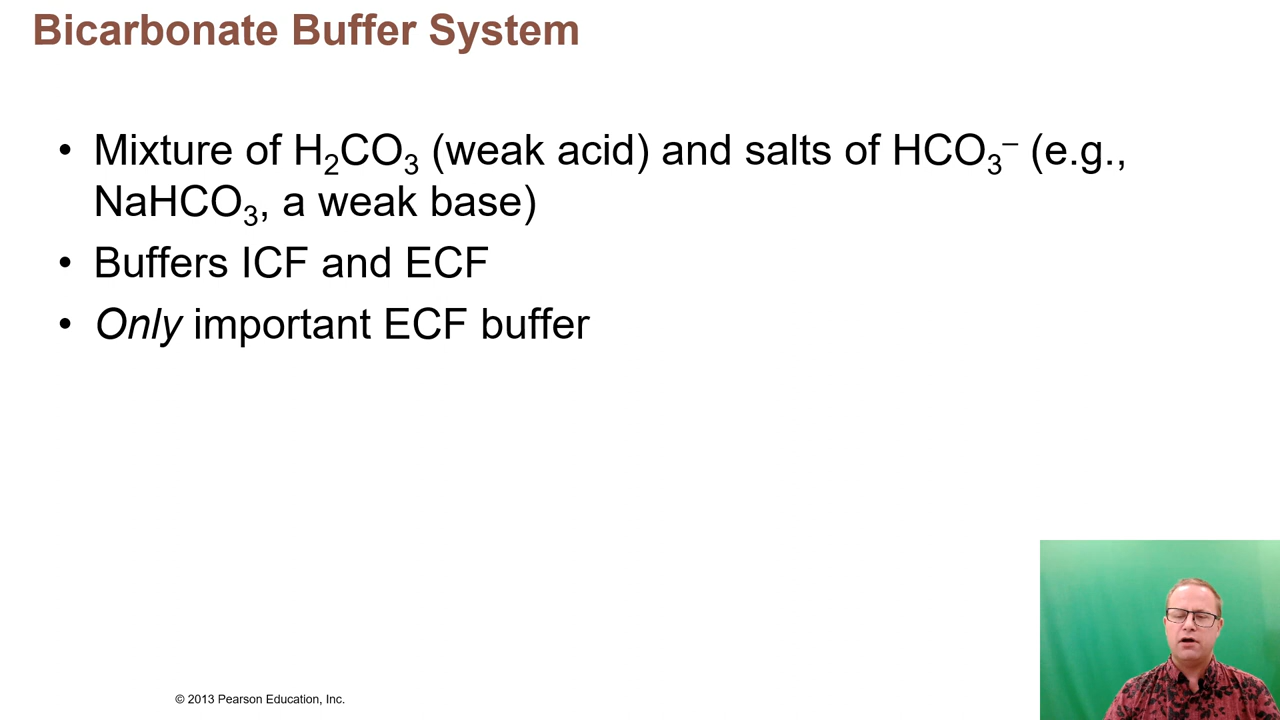 Bicarbonate Buffer System
• Mixture of H₂CO₃ (weak acid) and salts of HCO₃⁻ (e.g.,
NaHCO₃, a weak base)
• Buffers ICF and ECF
• Only important ECF buffer
© 2013 Pearson Education, Inc.